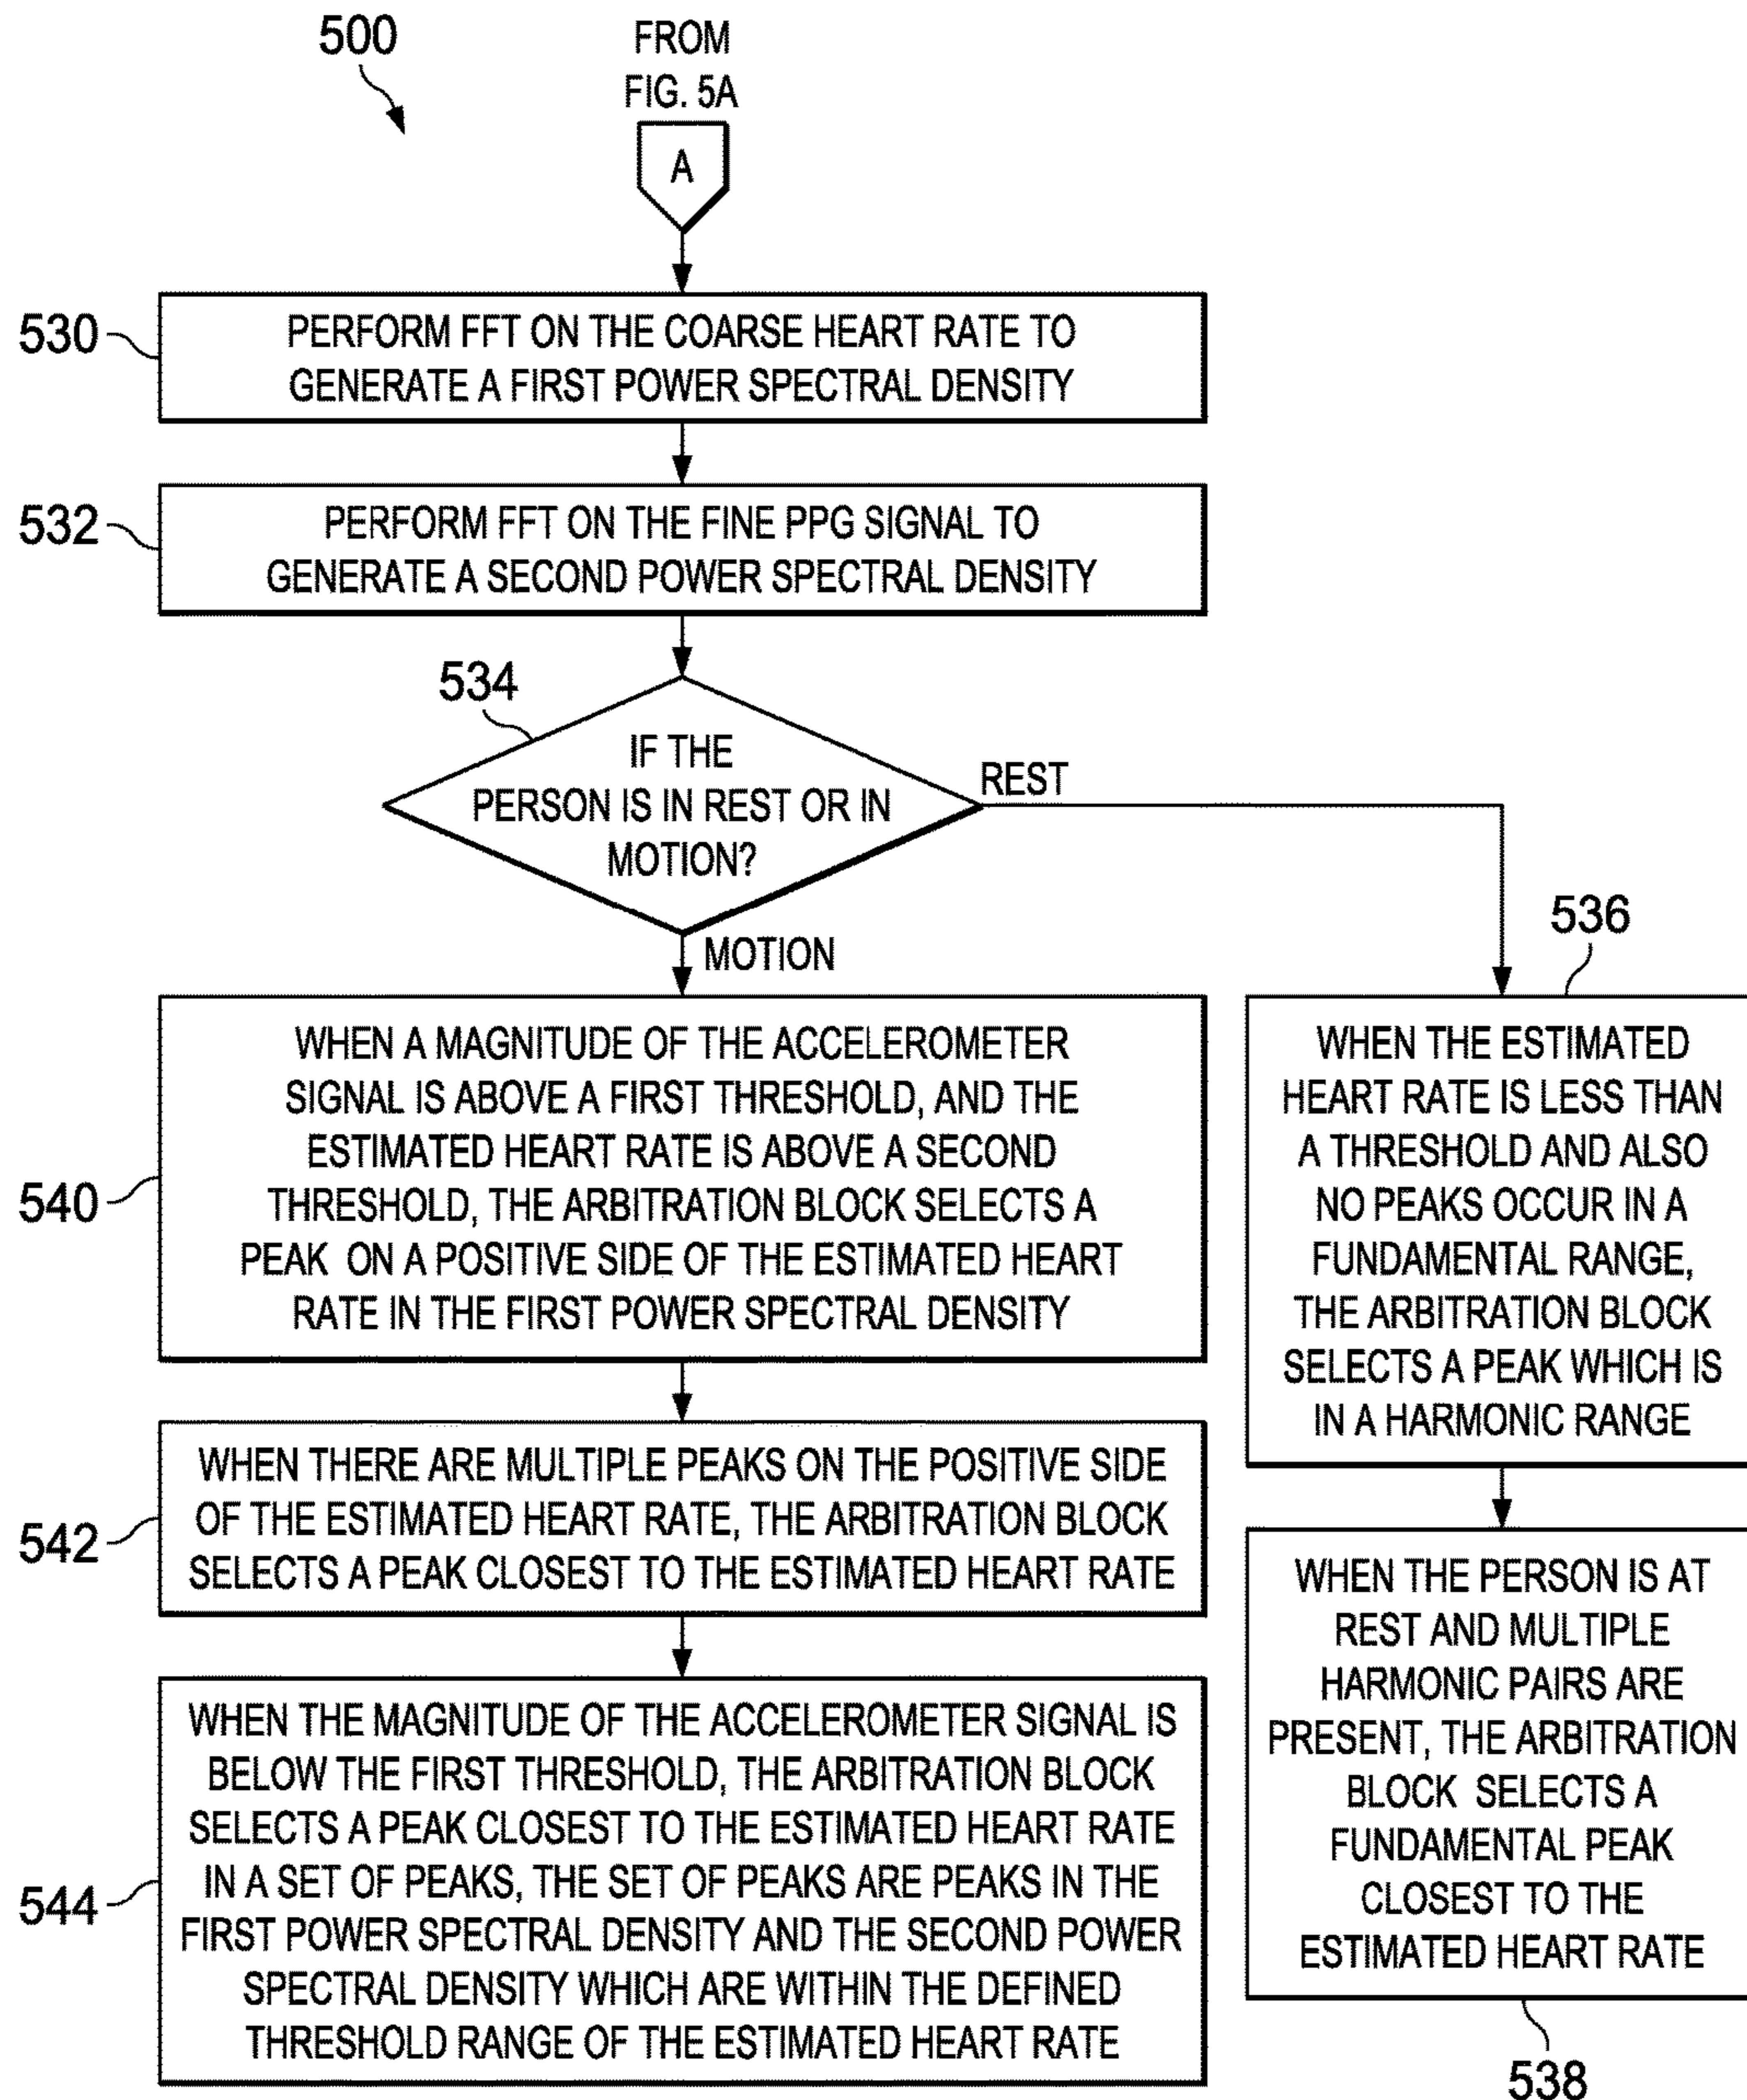 500
FROM
FIG. 5A
A
530
PERFORM FFT ON THE COARSE HEART RATE TO
GENERATE A FIRST POWER SPECTRAL DENSITY
532
PERFORM FFT ON THE FINE PPG SIGNAL TO
GENERATE A SECOND POWER SPECTRAL DENSITY
534
IF THE
PERSON IS IN REST OR IN
MOTION?
REST
MOTION
540
WHEN A MAGNITUDE OF THE ACCELEROMETER
SIGNAL IS ABOVE A FIRST THRESHOLD, AND THE
ESTIMATED HEART RATE IS ABOVE A SECOND
THRESHOLD, THE ARBITRATION BLOCK SELECTS A
PEAK ON A POSITIVE SIDE OF THE ESTIMATED HEART
RATE IN THE FIRST POWER SPECTRAL DENSITY
542
WHEN THERE ARE MULTIPLE PEAKS ON THE POSITIVE SIDE
OF THE ESTIMATED HEART RATE, THE ARBITRATION BLOCK
SELECTS A PEAK CLOSEST TO THE ESTIMATED HEART RATE
544
WHEN THE MAGNITUDE OF THE ACCELEROMETER SIGNAL IS
BELOW THE FIRST THRESHOLD, THE ARBITRATION BLOCK
SELECTS A PEAK CLOSEST TO THE ESTIMATED HEART RATE
IN A SET OF PEAKS, THE SET OF PEAKS ARE PEAKS IN THE
FIRST POWER SPECTRAL DENSITY AND THE SECOND POWER
SPECTRAL DENSITY WHICH ARE WITHIN THE DEFINED
THRESHOLD RANGE OF THE ESTIMATED HEART RATE
536
WHEN THE ESTIMATED
HEART RATE IS LESS THAN
A THRESHOLD AND ALSO
NO PEAKS OCCUR IN A
FUNDAMENTAL RANGE,
THE ARBITRATION BLOCK
SELECTS A PEAK WHICH IS
IN A HARMONIC RANGE
WHEN THE PERSON IS AT
REST AND MULTIPLE
HARMONIC PAIRS ARE
PRESENT, THE ARBITRATION
BLOCK SELECTS A
FUNDAMENTAL PEAK
CLOSEST TO THE
ESTIMATED HEART RATE
538